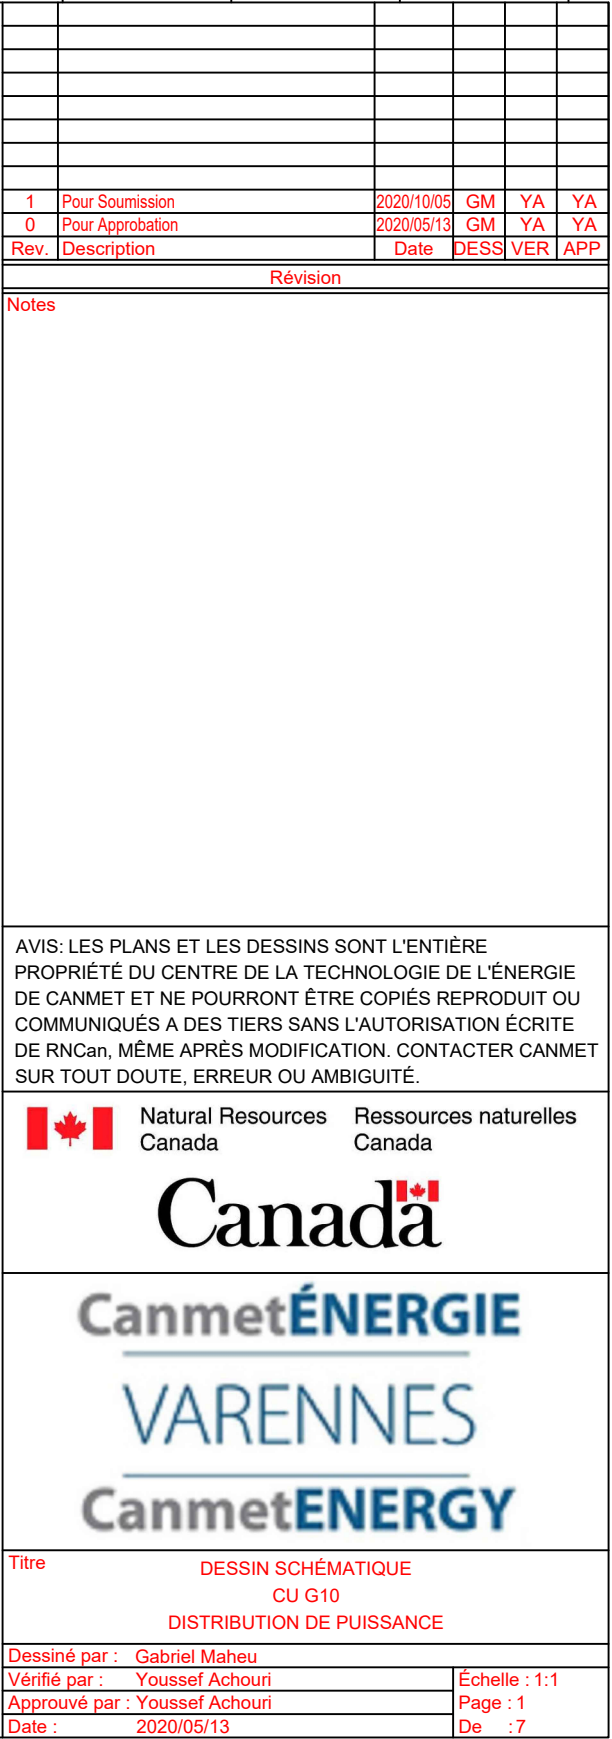 1 Pour Soumission 2020/10/05 GM YA YA
0 Pour Approbation 2020/05/13 GM YA YA
Rev. Description Date DESS VER APP
Révision
Notes
AVIS: LES PLANS ET LES DESSINS SONT L'ENTIÈRE
PROPRIÉTÉ DU CENTRE DE LA TECHNOLOGIE DE L'ÉNERGIE
DE CANMET ET NE POURRONT ÊTRE COPIÉS REPRODUIT OU
COMMUNIQUÉS A DES TIERS SANS L'AUTORISATION ÉCRITE
DE RNCan, MÊME APRÈS MODIFICATION. CONTACTER CANMET
SUR TOUT DOUTE, ERREUR OU AMBIGUITÉ.
Natural Resources Ressources naturelles
Canada Canada
Canada
CanmetÉNERGIE
VARENNES
CanmetENERGY
Titre
DESSIN SCHÉMATIQUE
CU G10
DISTRIBUTION DE PUISSANCE
Dessiné par : Gabriel Maheu
Vérifié par : Youssef Achouri Échelle : 1:1
Approuvé par : Youssef Achouri Page : 1
Date : 2020/05/13 De : 7